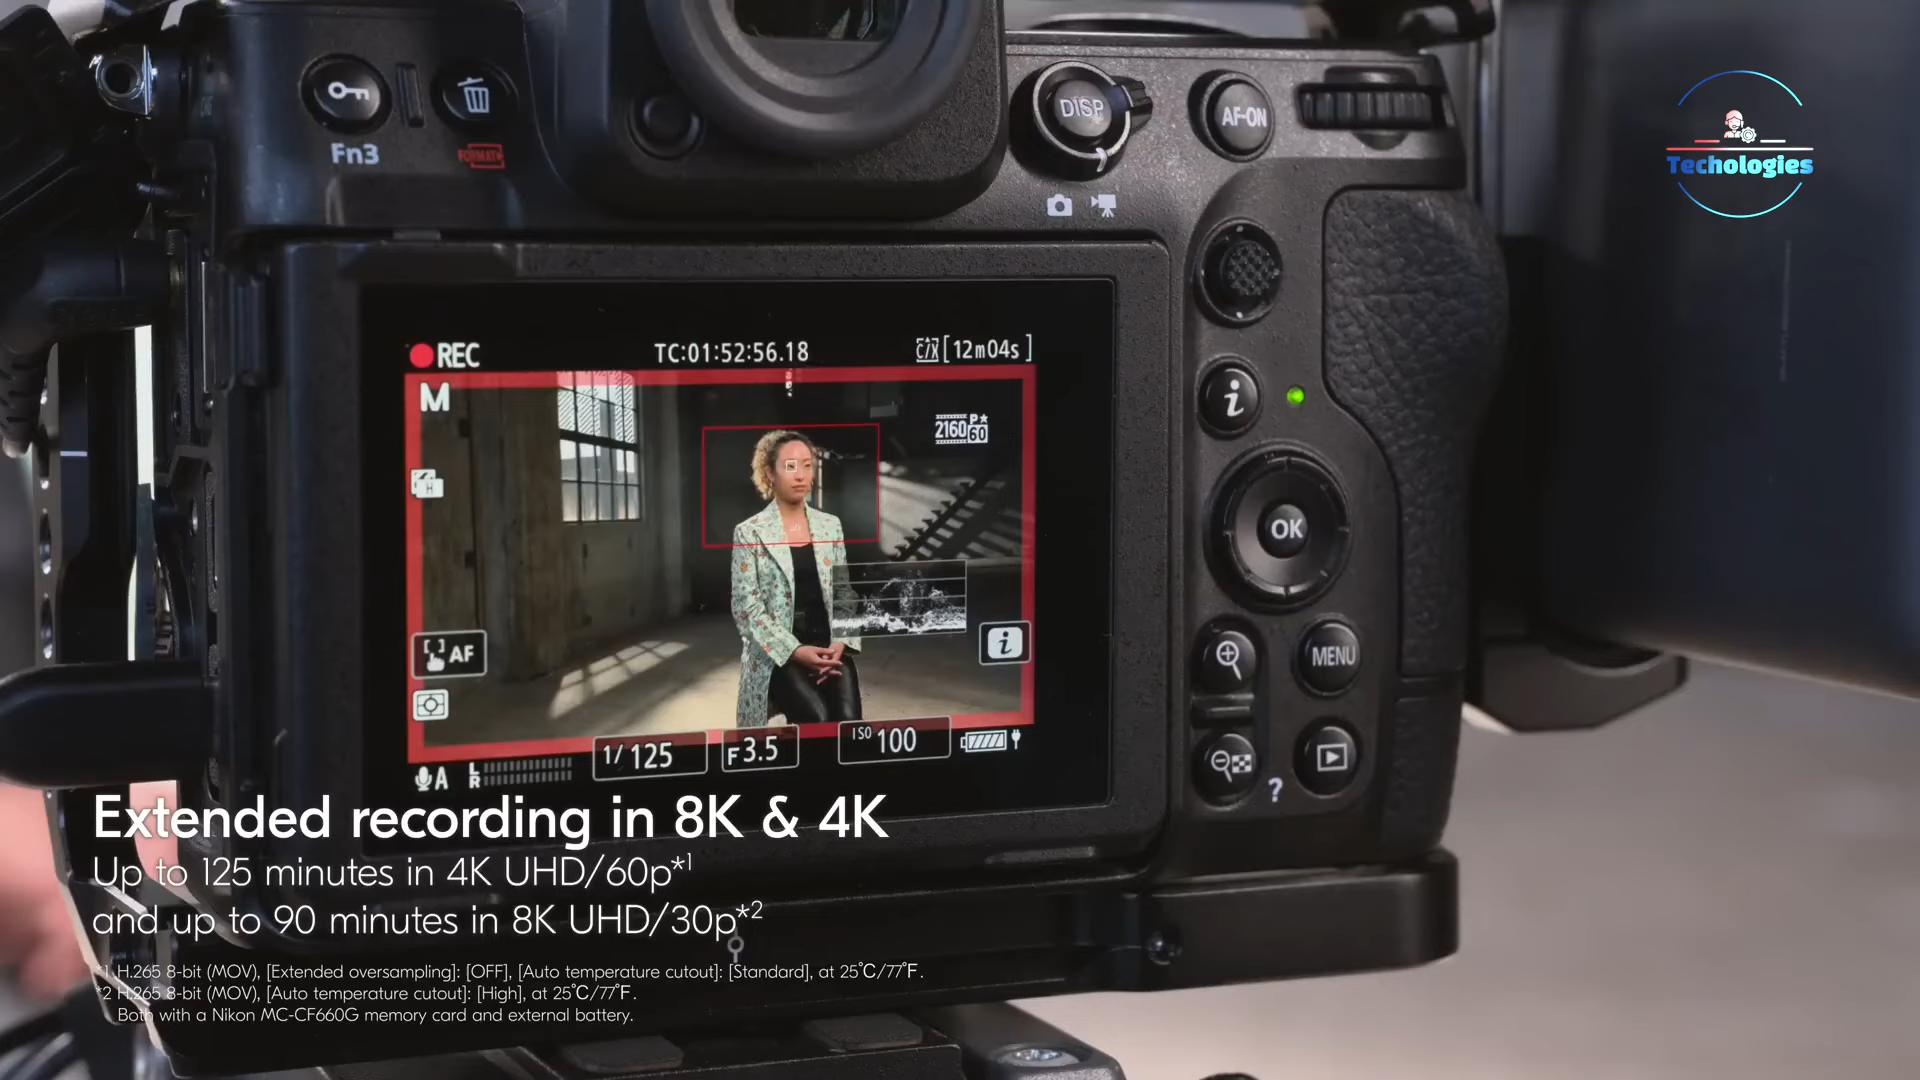 DISP
AF-ON
Fn3
FORMAT
Techologies
REC
TC:01:52:56.18
[12m04s]
M
2160 P★ 60
H
i
OK
AF
i
MENU
1/125
F3.5
ISO 100
A
L
R
?
Extended recording in 8K & 4K
Up to 125 minutes in 4K UHD/60p*1
and up to 90 minutes in 8K UHD/30p*2
*1 H.265 8-bit (MOV), [Extended oversampling]: [OFF], [Auto temperature cutout]: [Standard], at 25°C/77°F.
*2 H.265 8-bit (MOV), [Auto temperature cutout]: [High], at 25°C/77°F.
Both with a Nikon MC-CF660G memory card and external battery.